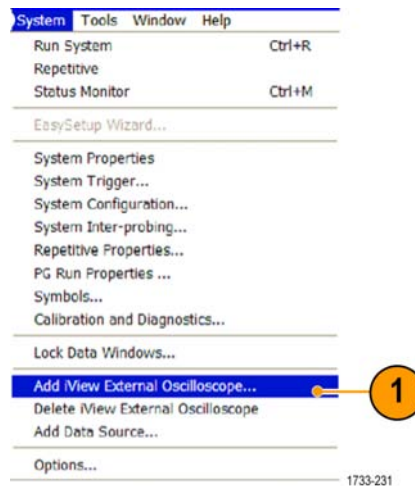 System Tools Window Help
Run System Ctrl+R
Repetitive
Status Monitor Ctrl+M
EasySetup Wizard...
System Properties
System Trigger...
System Configuration...
System Inter-probing...
Repetitive Properties...
PG Run Properties ...
Symbols...
Calibration and Diagnostics...
Lock Data Windows...
Add iView External Oscilloscope...
1
Delete iView External Oscilloscope
Add Data Source...
Options...
1733-231